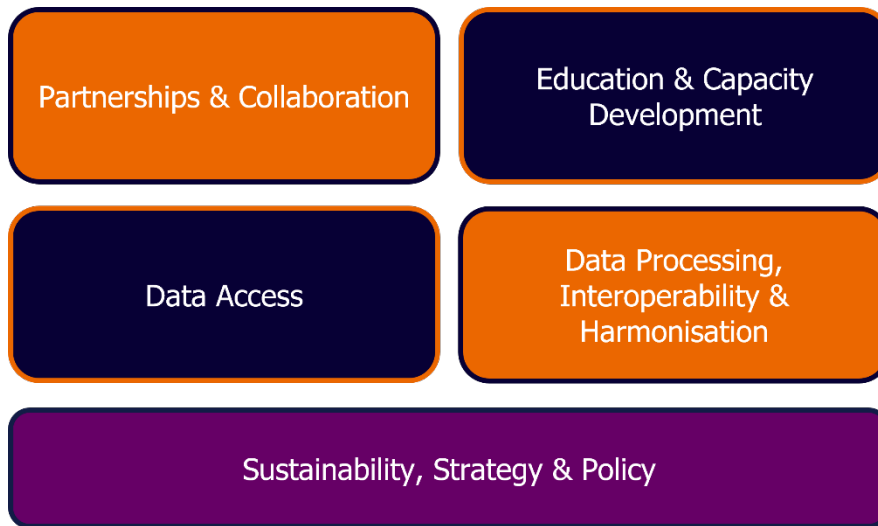 Partnerships & Collaboration
Education & Capacity
Development
Data Access
Data Processing,
Interoperability &
Harmonisation
Sustainability, Strategy & Policy